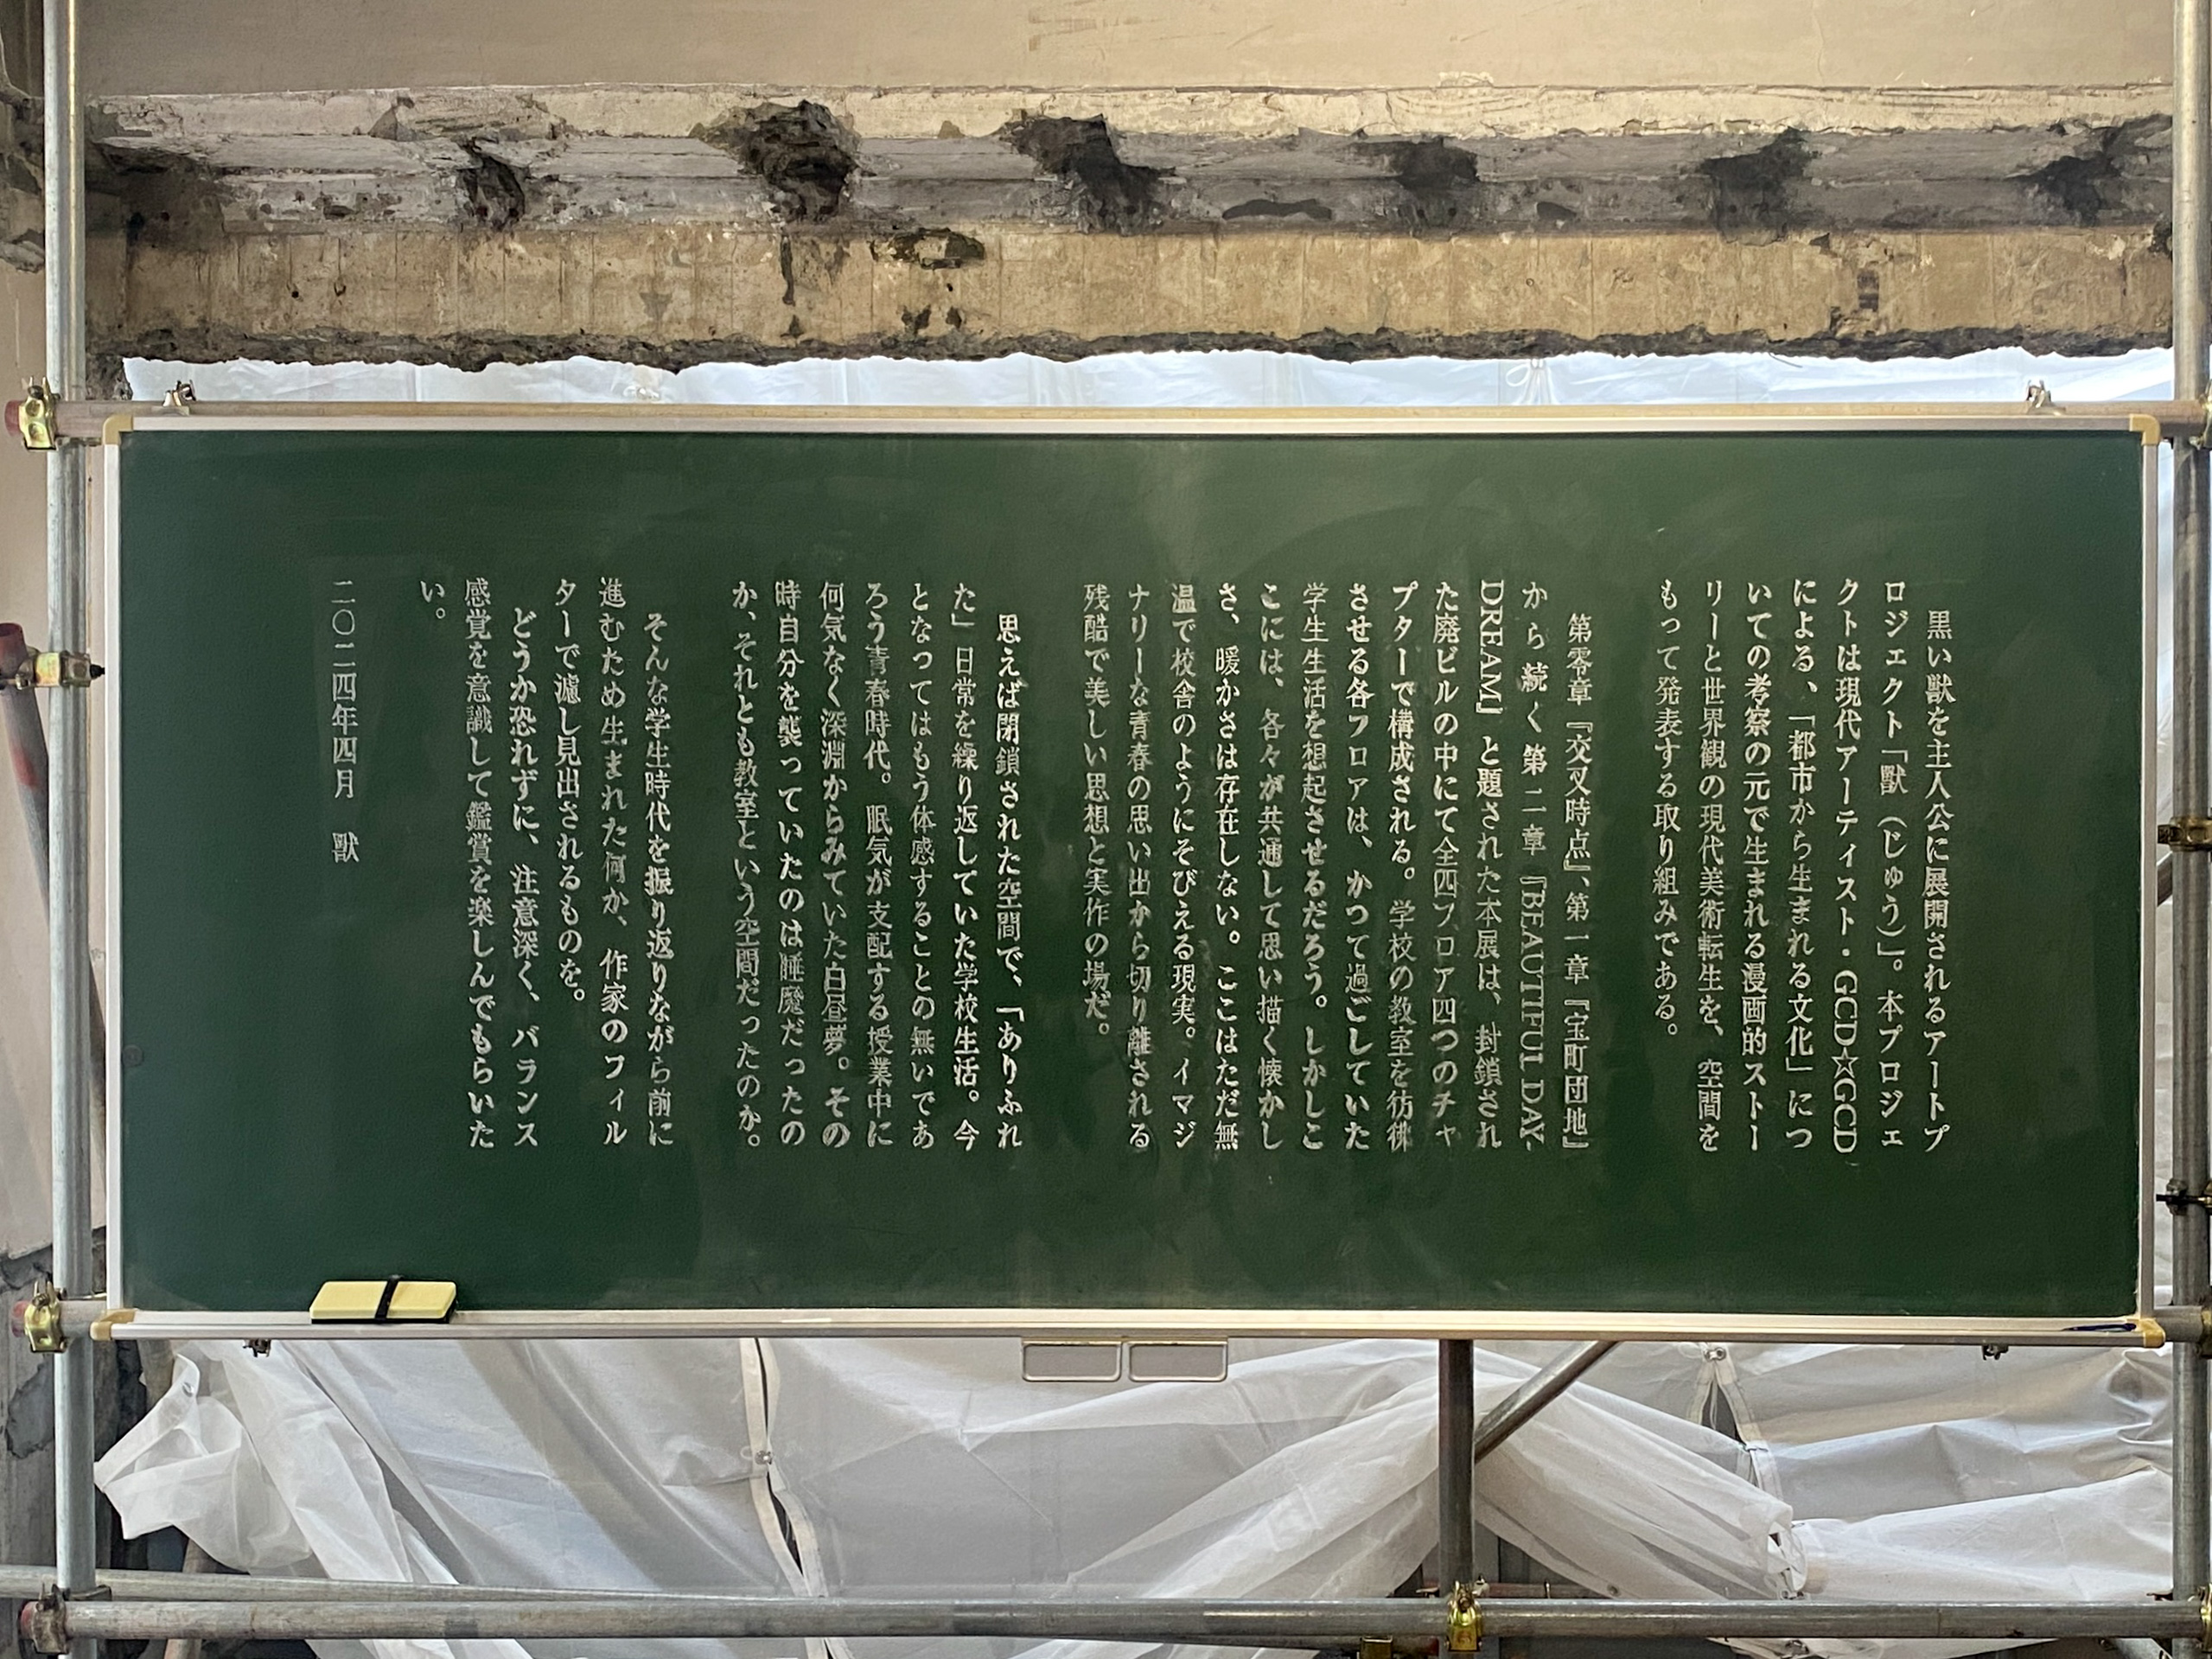 黒い獣を主人公に展開されるアートプ
ロジェクト「獸（じゅう）」。本プロジェ
クトは現代アーティスト・GCD☆GCD
による、「都市から生まれる文化」につ
いての考察の元で生まれる漫画的ストー
リーと世界観の現代美術転生を、空間を
もって発表する取り組みである。
第零章『交叉時点』、第一章『宝町団地』
から続く第二章『BEAUTIFUL DAY-
DREAM』と題された本展は、封鎖され
た廃ビルの中にて全四フロア四つのチャ
プターで構成される。学校の教室を彷彿
させる各フロアは、かつて過ごしていた
学生生活を想起させるだろう。しかしこ
こには、各々が共通して思い描く懐かし
さ、暖かさは存在しない。ここはただ無
温で校舎のようにそびえる現実。イマジ
ナリーな青春の思い出から切り離される
残酷で美しい思想と実作の場だ。
思えば閉鎖された空間で、「ありふれ
た」日常を繰り返していた学校生活。今
となってはもう体感することの無いであ
ろう青春時代。眠気が支配する授業中に
何気なく深淵からみていた白昼夢。その
時自分を襲っていたのは睡魔だったの
か、それとも教室という空間だったのか。
そんな学生時代を振り返りながら前に
進むため生まれた何か、作家のフィル
ターで濾し見出されるものを。
どうか恐れずに、注意深く、バランス
感覚を意識して鑑賞を楽しんでもらいた
い。
二〇二四年四月　獸